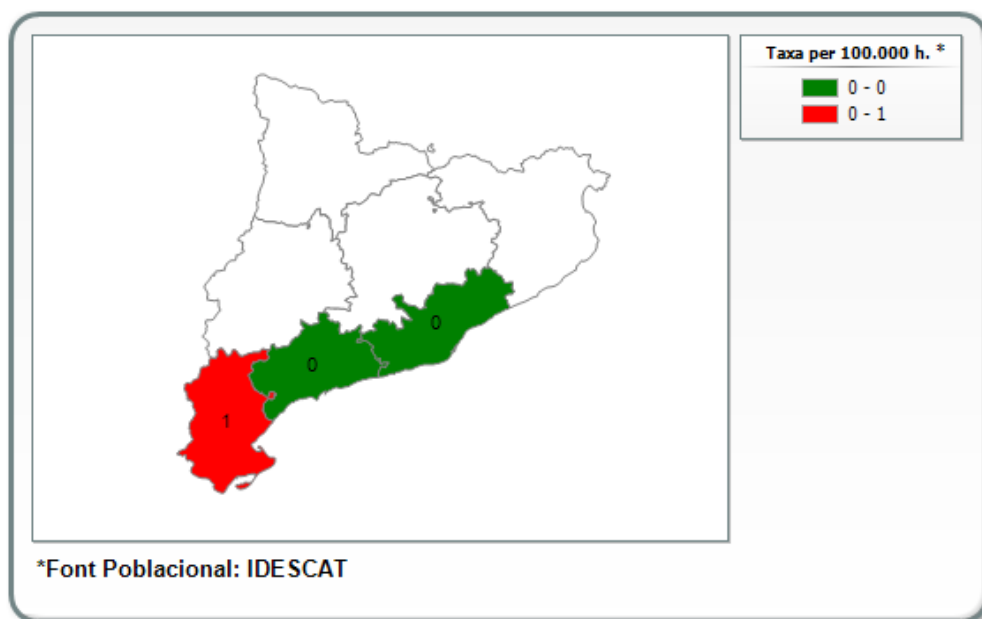 Taxa per 100.000 h. *
0 - 0
0 - 1
0
0
1
*Font Poblacional: IDESCAT